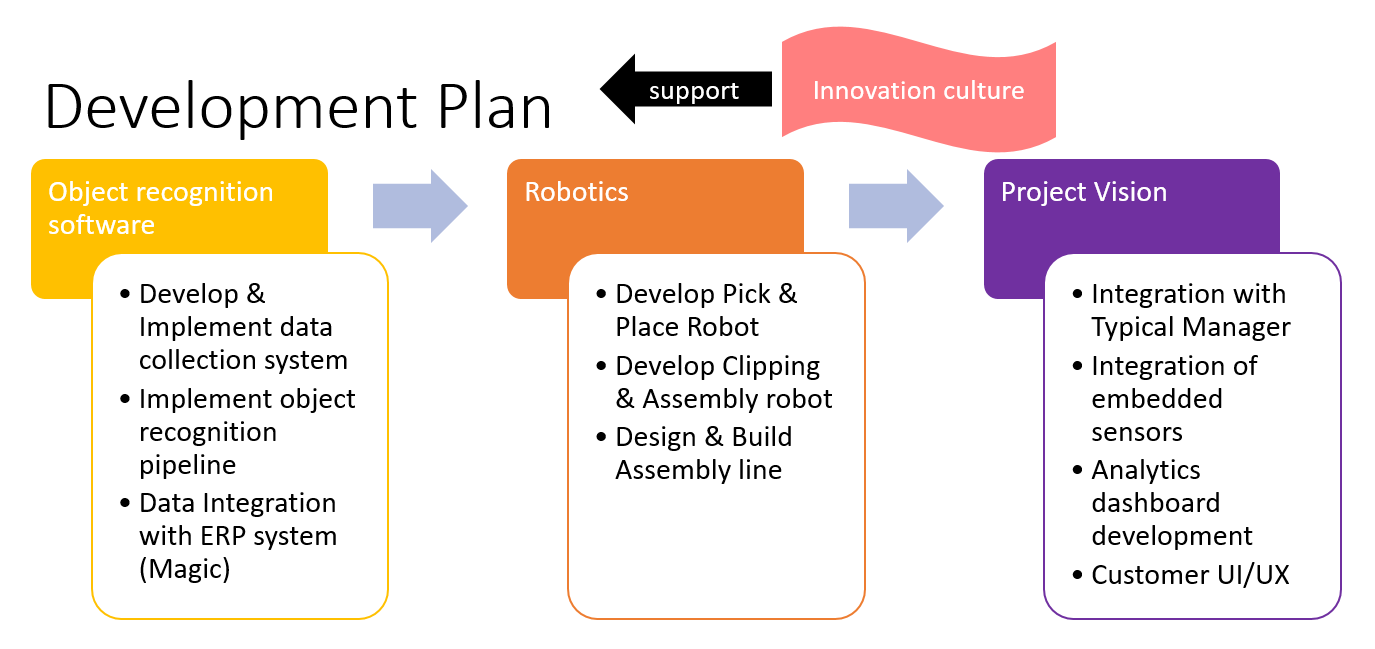 Development Plan
support
Innovation culture
Object recognition
software
• Develop &
Implement data
collection system
• Implement object
recognition
pipeline
• Data Integration
with ERP system
(Magic)
Robotics
• Develop Pick &
Place Robot
• Develop Clipping
& Assembly robot
• Design & Build
Assembly line
Project Vision
• Integration with
Typical Manager
• Integration of
embedded
sensors
• Analytics
dashboard
development
• Customer UI/UX